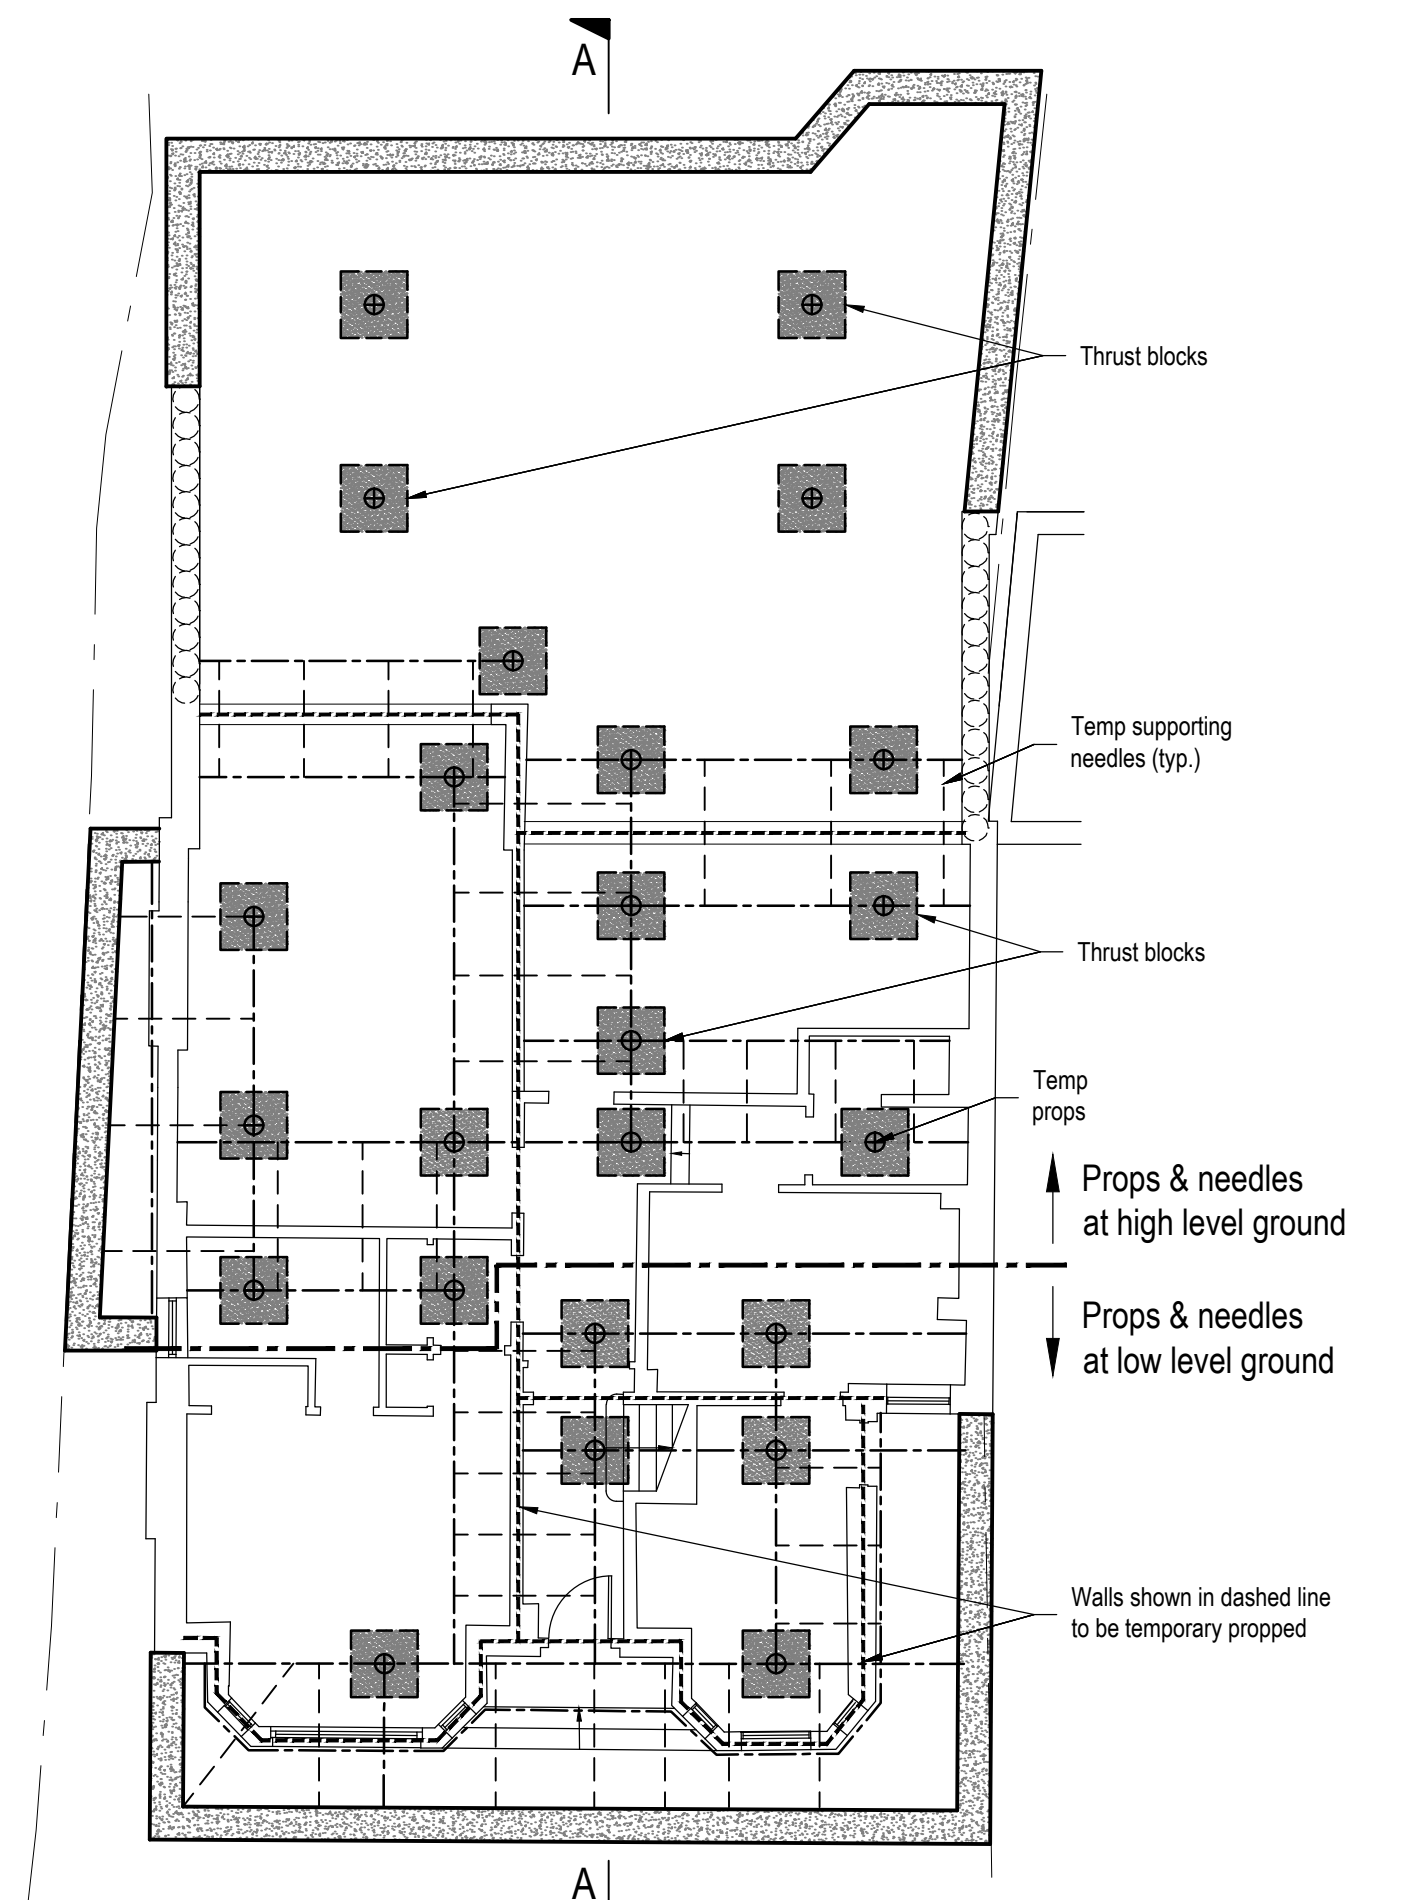 A
Thrust blocks
Temp supporting
needles (typ.)
Thrust blocks
Temp
props
Props & needles
at high level ground
Props & needles
at low level ground
Walls shown in dashed line
to be temporary propped
A